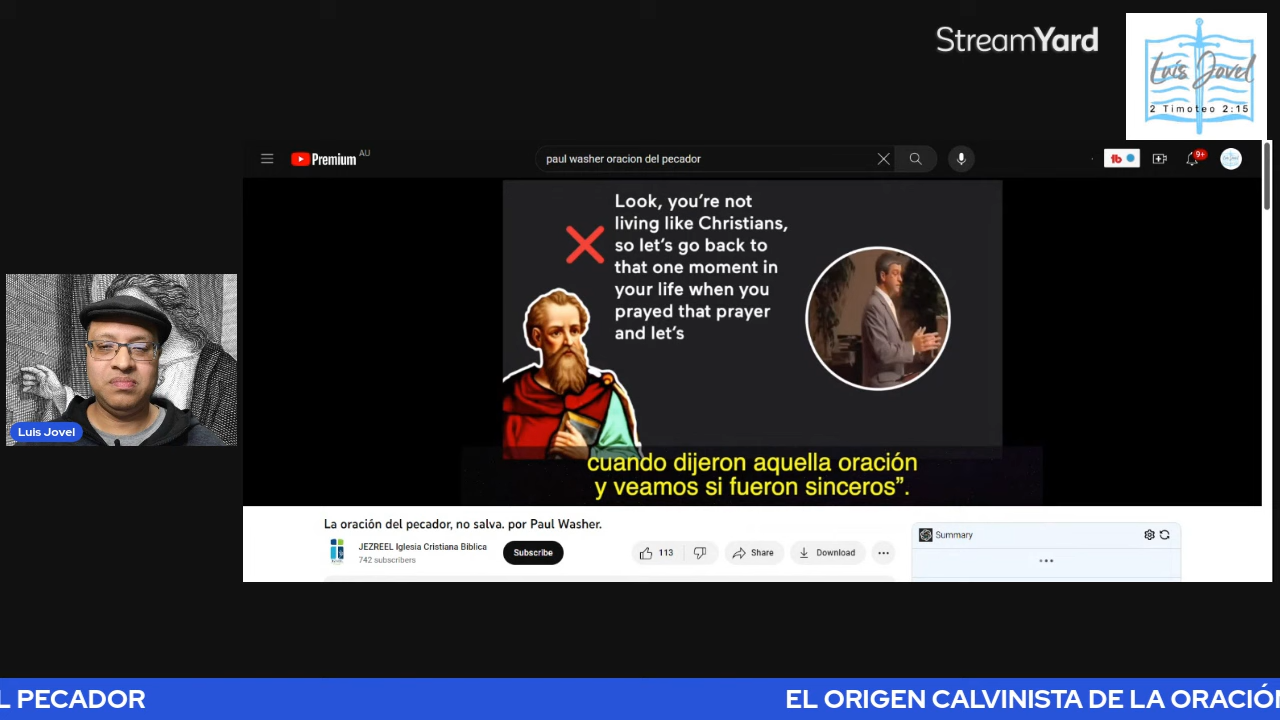 StreamYard
Luis Jovel
2 Timoteo 2:15
Premium AU
paul washer oracion del pecador
9+
Look, you're not
living like Christians,
so let's go back to
that one moment in
your life when you
prayed that prayer
and let's
cuando dijeron aquella oración
y veamos si fueron sinceros”.
Luis Jovel
La oración del pecador, no salva. por Paul Washer.
JEZREEL Iglesia Cristiana Bíblica
742 subscribers
Subscribe
113
Share
Download
Summary
L PECADOR
EL ORIGEN CALVINISTA DE LA ORACIÓN